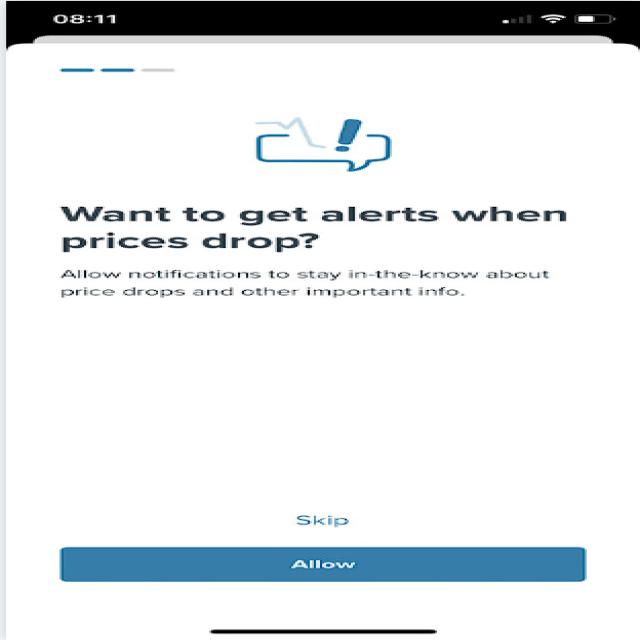 08:11
Want to get alerts when
prices drop?
Allow notifications to stay in-the-know about
price drops and other important info.
Skip
Allow